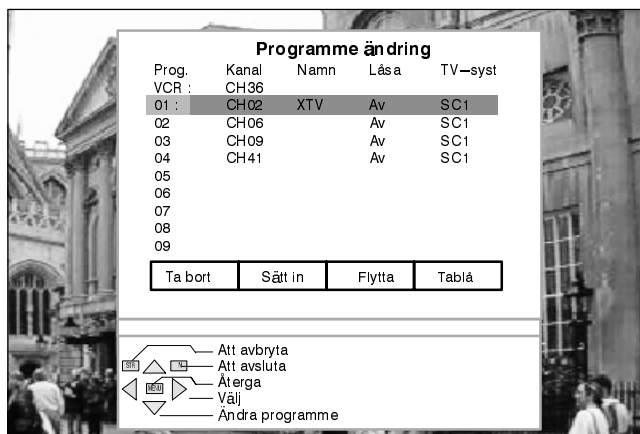 Programme ändring
Prog. Kanal Namn Låsa TV–syst
VCR : CH36
01 : CH02 XTV Av SC1
02 CH06 Av SC1
03 CH09 Av SC1
04 CH41 Av SC1
05
06
07
08
09
Ta bort Sätt in Flytta Tablå
Att avbryta
STR N Att avsluta
MENU Återga
Välj
Ändra programme